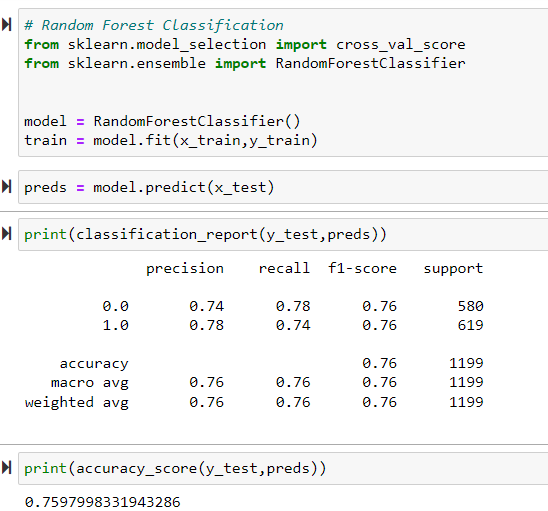 # Random Forest Classification
from sklearn.model_selection import cross_val_score
from sklearn.ensemble import RandomForestClassifier
model = RandomForestClassifier()
train = model.fit(x_train,y_train)
preds = model.predict(x_test)
print(classification_report(y_test,preds))
precision recall f1-score support
0.0 0.74 0.78 0.76 580
1.0 0.78 0.74 0.76 619
accuracy 0.76 1199
macro avg 0.76 0.76 0.76 1199
weighted avg 0.76 0.76 0.76 1199
print(accuracy_score(y_test,preds))
0.7597998331943286